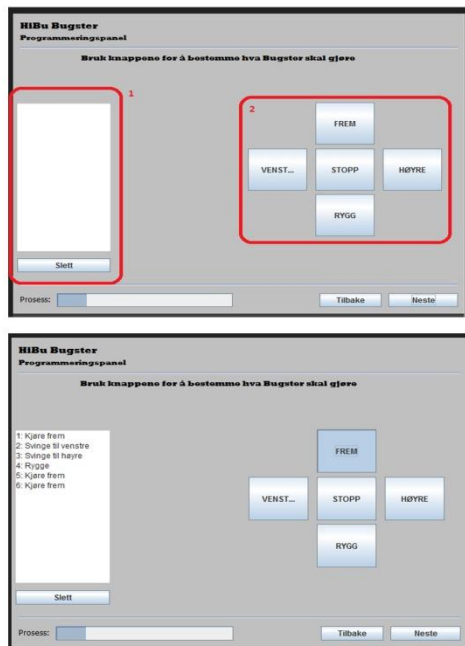 HiBu Bugster
Programmeringspanel
Bruk knappene for å bestemme hva Bugster skal gjøre
1
2
FREM
VENST... STOPP HØYRE
RYGG
Slett
Prosess: Tilbake Neste
HiBu Bugster
Programmeringspanel
Bruk knappene for å bestemme hva Bugster skal gjøre
1: Kjøre frem
2: Svinge til venstre
3: Svinge til høyre
4: Rygge
5: Kjøre frem
6: Kjøre frem
FREM
VENST... STOPP HØYRE
RYGG
Slett
Prosess: Tilbake Neste